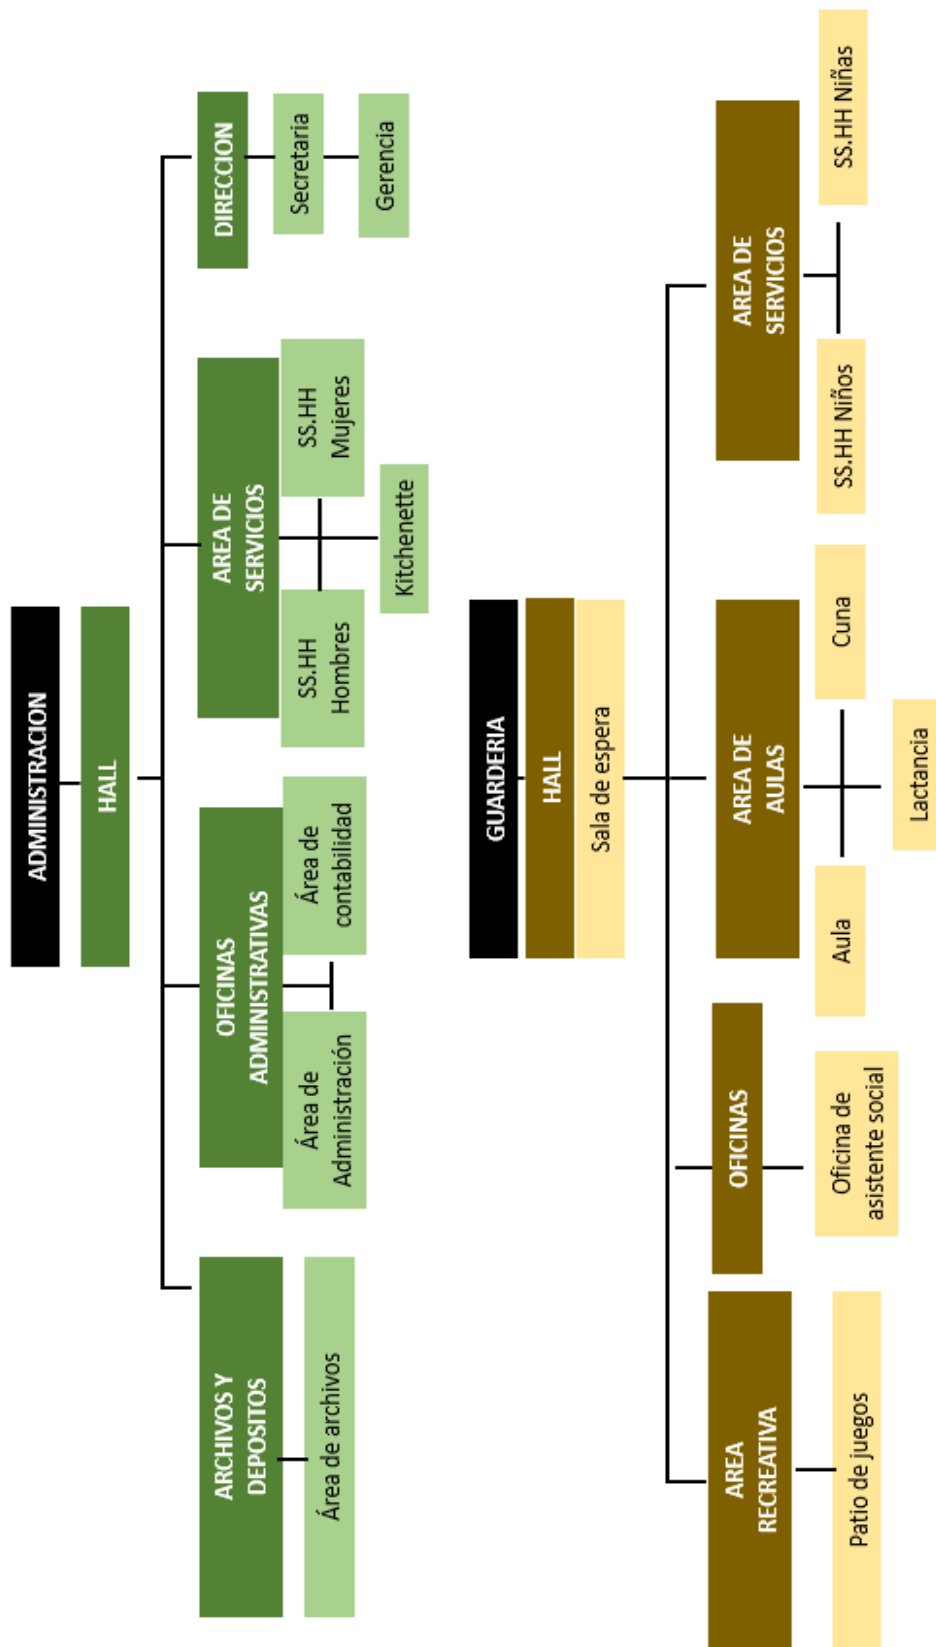 ADMINISTRACION
HALL
ARCHIVOS Y
DEPOSITOS
Área de archivos
OFICINAS
ADMINISTRATIVAS
Área de
Administración
Área de
contabilidad
AREA DE
SERVICIOS
SS.HH
Hombres
SS.HH
Mujeres
Kitchenette
DIRECCION
Secretaria
Gerencia
GUARDERIA
HALL
Sala de espera
AREA
RECREATIVA
Patio de juegos
OFICINAS
Oficina de
asistente social
AREA DE
AULAS
Aula
Cuna
Lactancia
AREA DE
SERVICIOS
SS.HH Niños
SS.HH Niñas